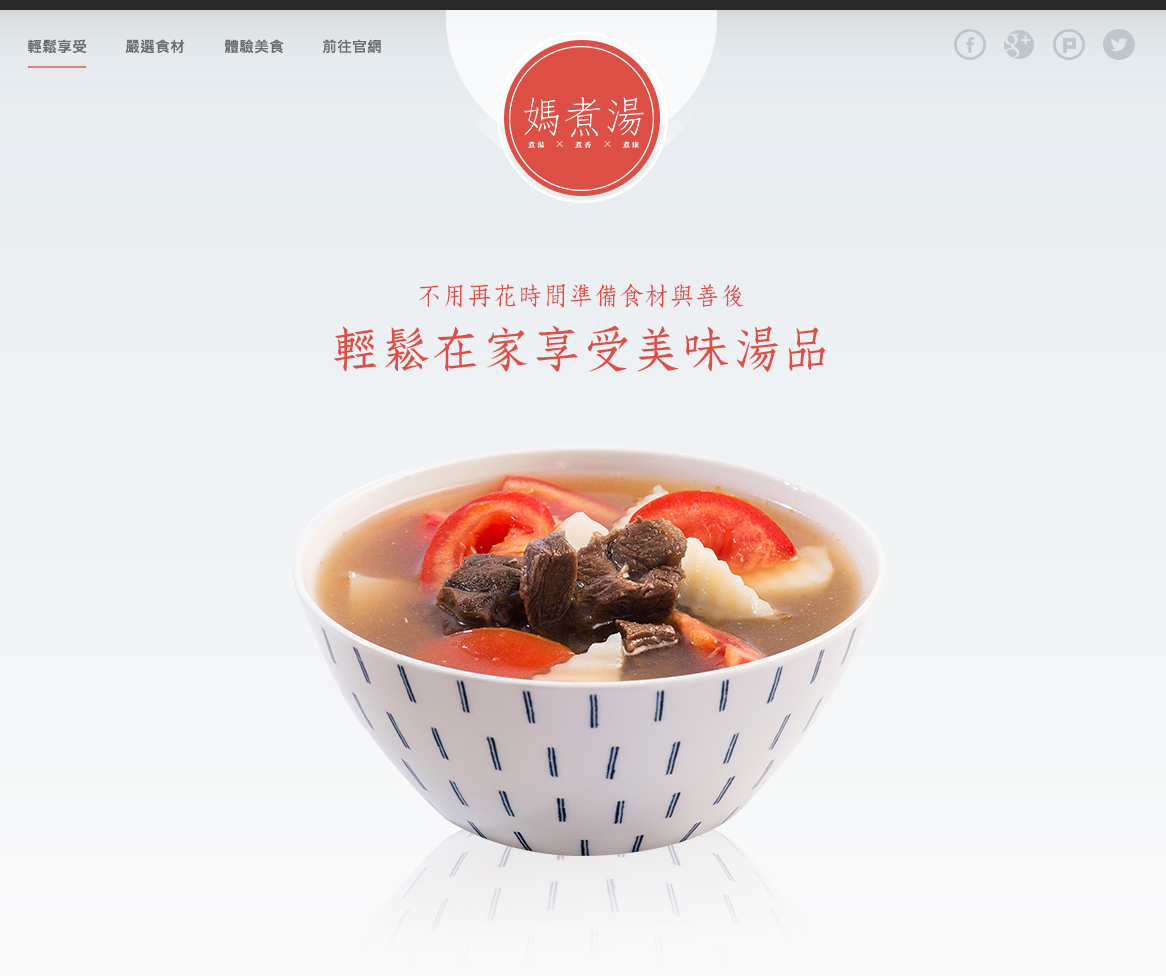 輕鬆享受 嚴選食材 體驗美食 前往官網
媽煮湯
煮湯 × 煮香 × 煮康
不用再花時間準備食材與善後
輕鬆在家享受美味湯品